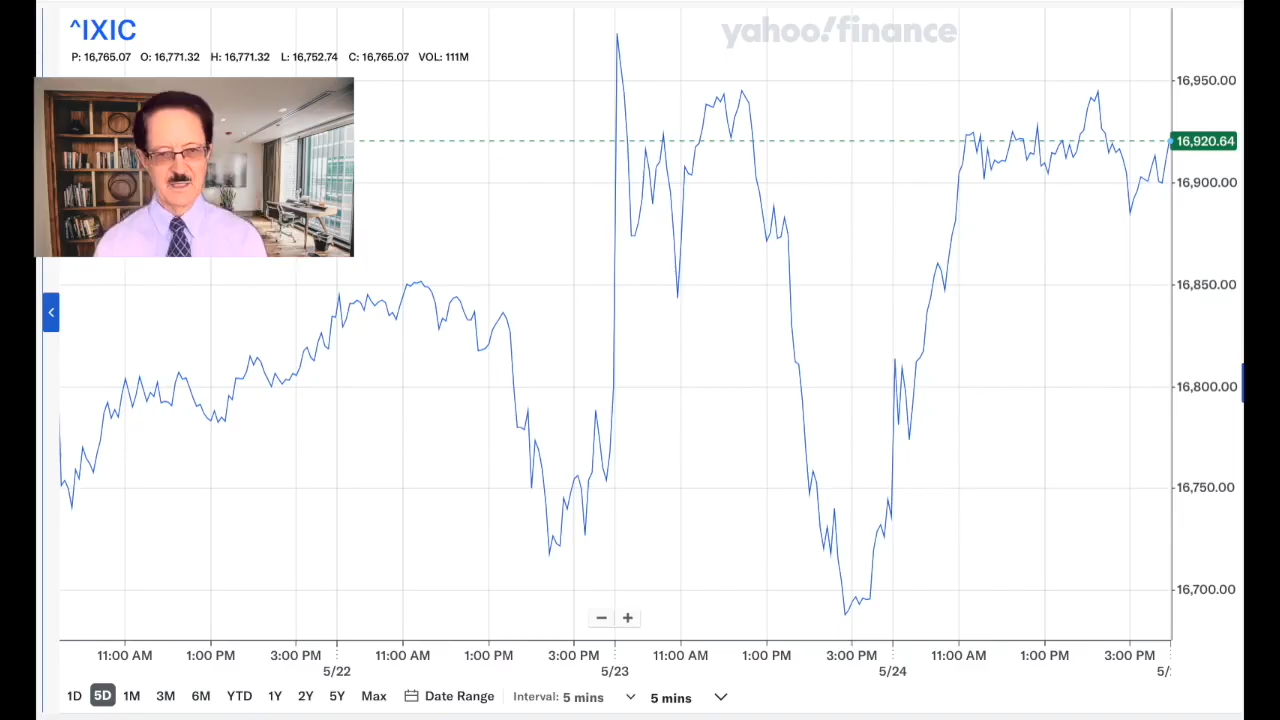 ^IXIC
yahoo!finance
P: 16,765.07 O: 16,771.32 H: 16,771.32 L: 16,752.74 C: 16,765.07 VOL: 111M
16,950.00
16,920.64
16,900.00
16,850.00
16,800.00
16,750.00
16,700.00
11:00 AM 1:00 PM 3:00 PM 11:00 AM 1:00 PM 3:00 PM 11:00 AM 1:00 PM 3:00 PM 11:00 AM 1:00 PM 3:00 PM
5/22 5/23 5/24 5/
1D 5D 1M 3M 6M YTD 1Y 2Y 5Y Max Date Range Interval: 5 mins 5 mins